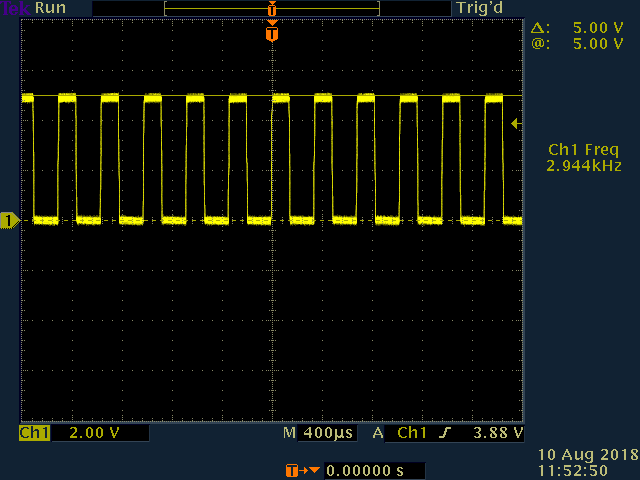 Tek Run Trig'd
T
T
Δ: 5.00 V
@: 5.00 V
Ch1 Freq
2.944kHz
1
Ch1 2.00 V M 400µs A Ch1 3.88 V
10 Aug 2018
11:52:50
T 0.00000 s